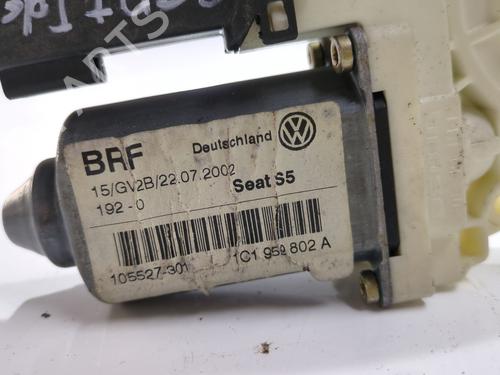 BRF
Deutschland
15/GV2B/22.07.2002
192 - 0
Seat S5
105527-301
1C1 959 802 A